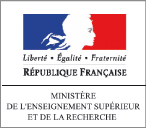 Liberté • Égalité • Fraternité
RÉPUBLIQUE FRANÇAISE
MINISTÈRE
DE L'ENSEIGNEMENT SUPÉRIEUR
ET DE LA RECHERCHE